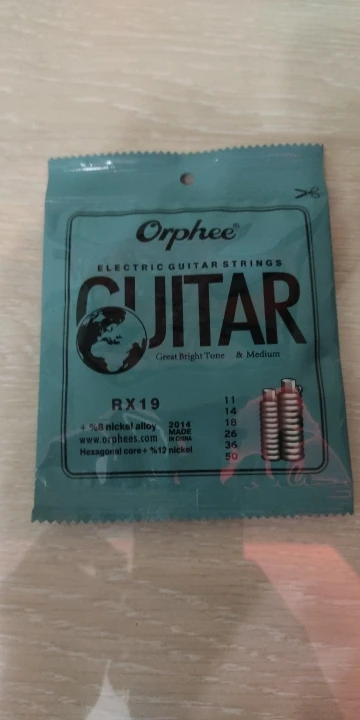 Orphee®
ELECTRIC GUITAR STRINGS
GUITAR
Great Bright Tone & Medium
RX19
+ %8 nickel alloy
www.orphees.com
Hexagonal core+ %12 nickel
2014
MADE
IN CHINA
11
14
18
26
36
50